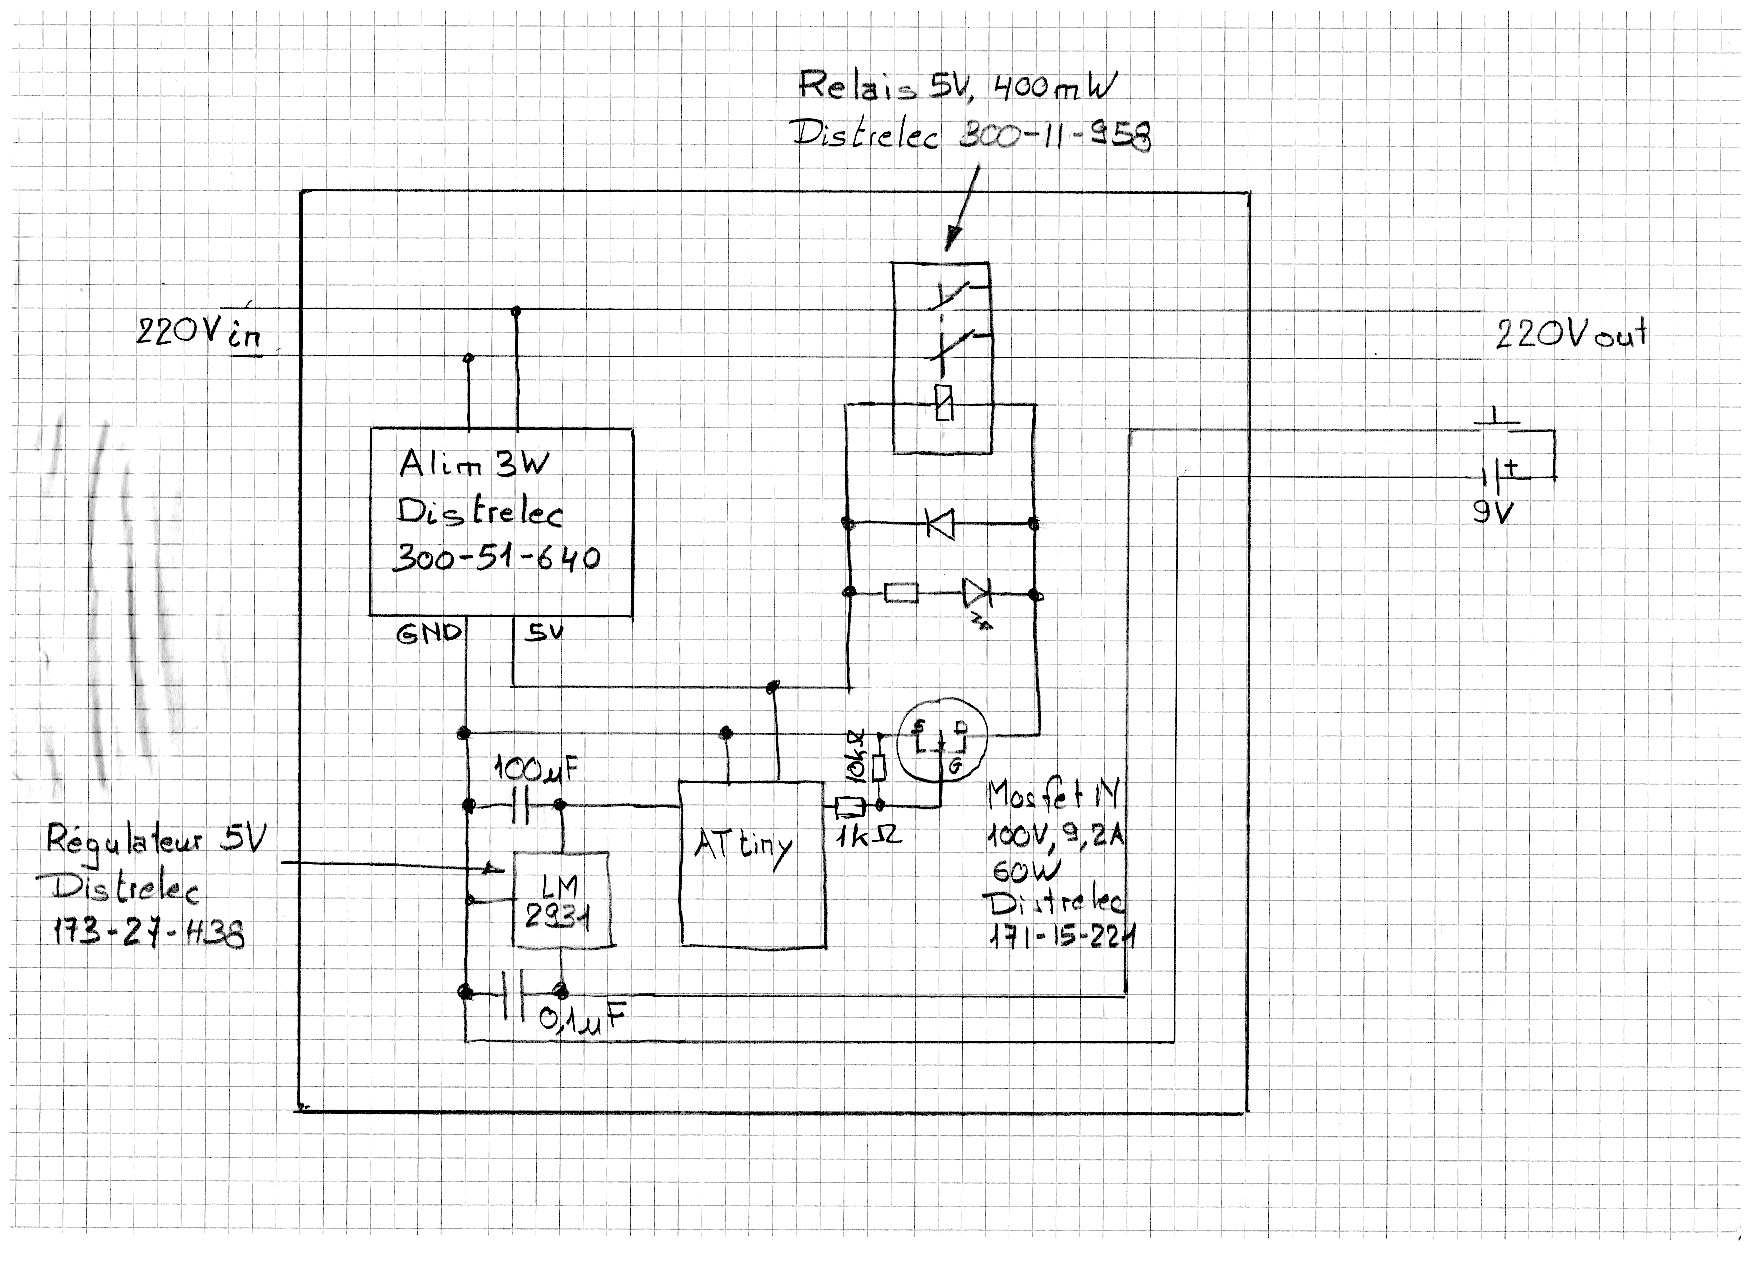 Relais 5V, 400mW
Distrelec 300-11-958
220V in
220V out
Alim 3W
Distrelec
300-51-640
GND
5V
9V
+
S
D
G
10kΩ
100µF
1kΩ
Mosfet N
100V, 9,2A
60W
Distrelec
171-15-221
ATtiny
Régulateur 5V
Distrelec
173-27-438
LM
2931
0,1µF